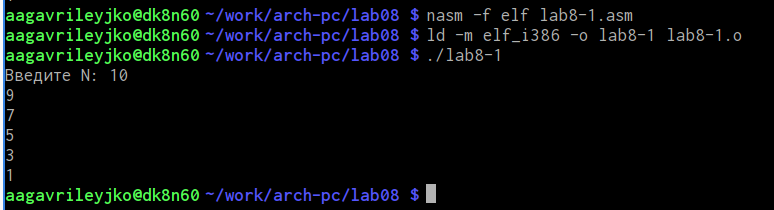 aagavrileyjko@dk8n60 ~/work/arch-pc/lab08 $ nasm -f elf lab8-1.asm
aagavrileyjko@dk8n60 ~/work/arch-pc/lab08 $ ld -m elf_i386 -o lab8-1 lab8-1.o
aagavrileyjko@dk8n60 ~/work/arch-pc/lab08 $ ./lab8-1
Введите N: 10
9
7
5
3
1
aagavrileyjko@dk8n60 ~/work/arch-pc/lab08 $